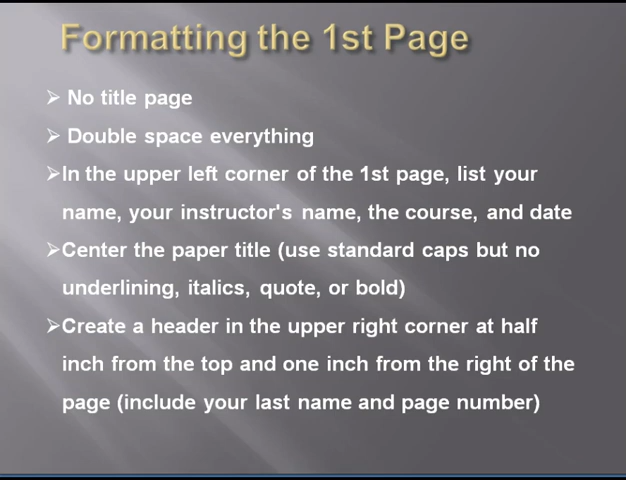 Formatting the 1st Page
➢ No title page
➢ Double space everything
➢In the upper left corner of the 1st page, list your
name, your instructor's name, the course, and date
➢Center the paper title (use standard caps but no
underlining, italics, quote, or bold)
➢Create a header in the upper right corner at half
inch from the top and one inch from the right of the
page (include your last name and page number)